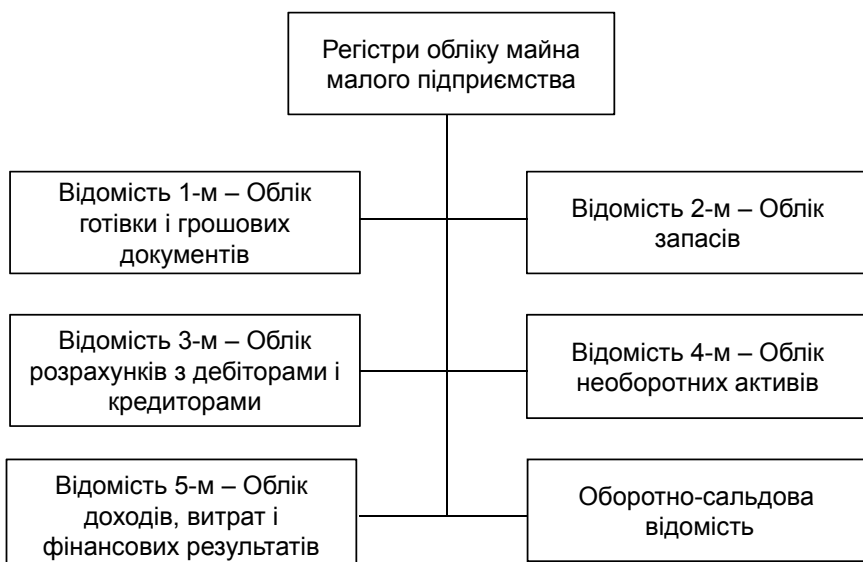 Регістри обліку майна
малого підприємства
Відомість 1-м – Облік
готівки і грошових
документів
Відомість 2-м – Облік
запасів
Відомість 3-м – Облік
розрахунків з дебіторами і
кредиторами
Відомість 4-м – Облік
необоротних активів
Відомість 5-м – Облік
доходів, витрат і
фінансових результатів
Оборотно-сальдова
відомість